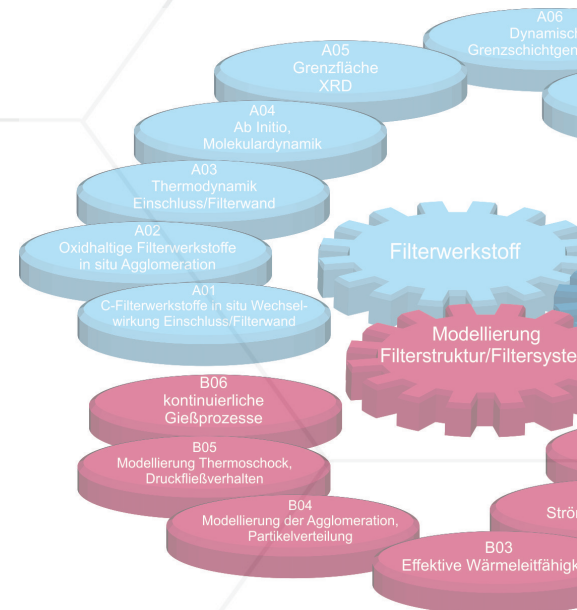 A06
Dynamisch
Grenzschichtgen
A05
Grenzfläche
XRD
A04
Ab Initio,
Molekulardynamik
A03
Thermodynamik
Einschluss/Filterwand
A02
Oxidhaltige Filterwerkstoffe
in situ Agglomeration
A01
C-Filterwerkstoffe in situ Wechsel-
wirkung Einschluss/Filterwand
Filterwerkstoff
Modellierung
Filterstruktur/Filtersyste
B06
kontinuierliche
Gießprozesse
B05
Modellierung Thermoschock,
Druckfließverhalten
B04
Modellierung der Agglomeration,
Partikelverteilung
Strö
B03
Effektive Wärmeleitfähigk